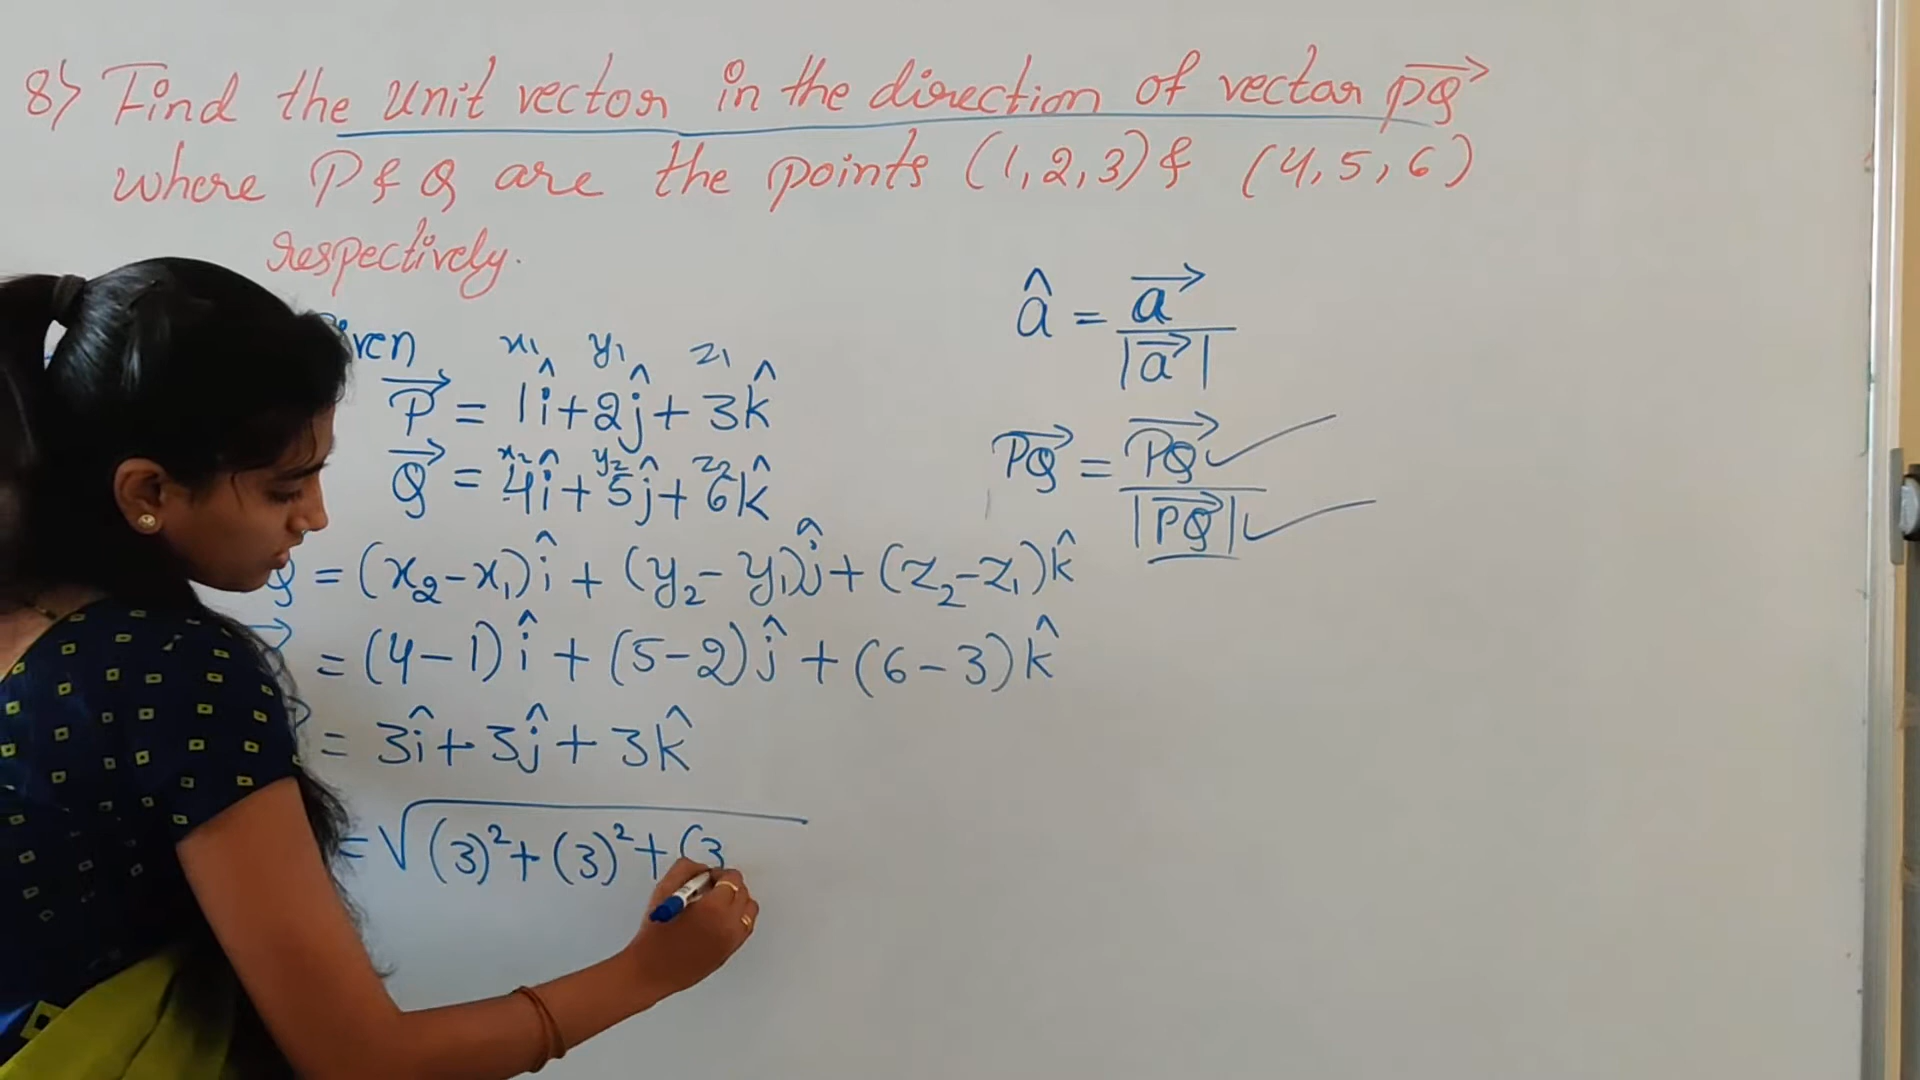 8) Find the unit vector in the direction of vector PQ⃗
where P & Q are the points (1,2,3) & (4,5,6)
respectively.
x₁ y₁ z₁
P⃗ = 1î + 2ĵ + 3k̂
x₂ y₂ z₂
Q⃗ = 4î + 5ĵ + 6k̂
= (x₂-x₁)î + (y₂-y₁)ĵ + (z₂-z₁)k̂
= (4-1)î + (5-2)ĵ + (6-3)k̂
= 3î + 3ĵ + 3k̂
= √(3)² + (3)² + (3
â = a⃗ / |a⃗|
PQ⃗ = PQ⃗ ✓ / |PQ⃗| ✓